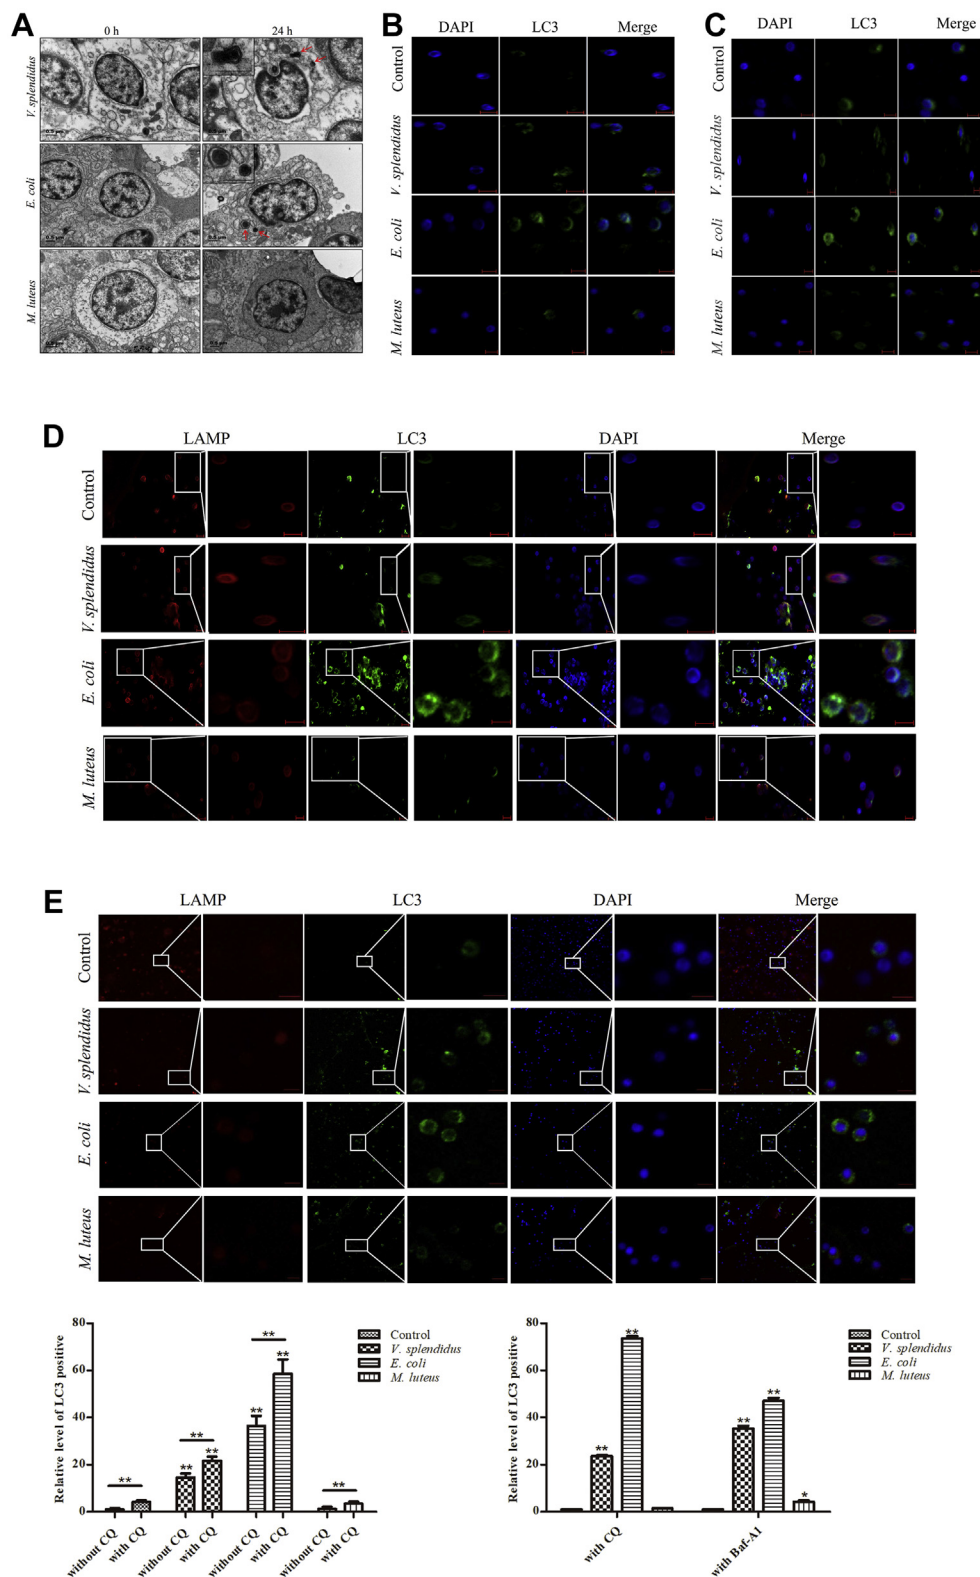 A
0 h 24 h
V. splendidus
0.5 μm
E. coli
M. luteus
B
DAPI LC3 Merge
Control
V. splendidus
E. coli
M. luteus
C
DAPI LC3 Merge
Control
V. splendidus
E. coli
M. luteus
D
LAMP LC3 DAPI Merge
Control
V. splendidus
E. coli
M. luteus
E
LAMP LC3 DAPI Merge
Control
V. splendidus
E. coli
M. luteus
Relative level of LC3 positive
80
60
40
20
0
** ** ** ** ** ** ** **
without CQ with CQ without CQ with CQ without CQ with CQ without CQ with CQ
Control
V. splendidus
E. coli
M. luteus
Relative level of LC3 positive
80
60
40
20
0
** ** ** ** *
with CQ with Baf-A1
Control
V. splendidus
E. coli
M. luteus